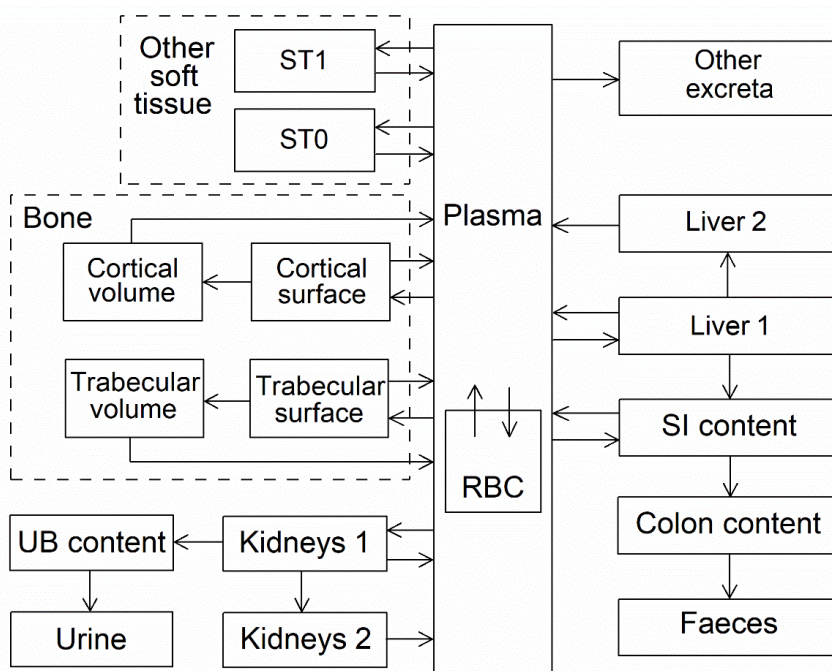 Other
soft
tissue
ST1
ST0
Plasma
Other
excreta
Bone
Cortical
volume
Cortical
surface
Liver 2
Liver 1
Trabecular
volume
Trabecular
surface
RBC
SI content
Colon content
UB content
Kidneys 1
Urine
Kidneys 2
Faeces